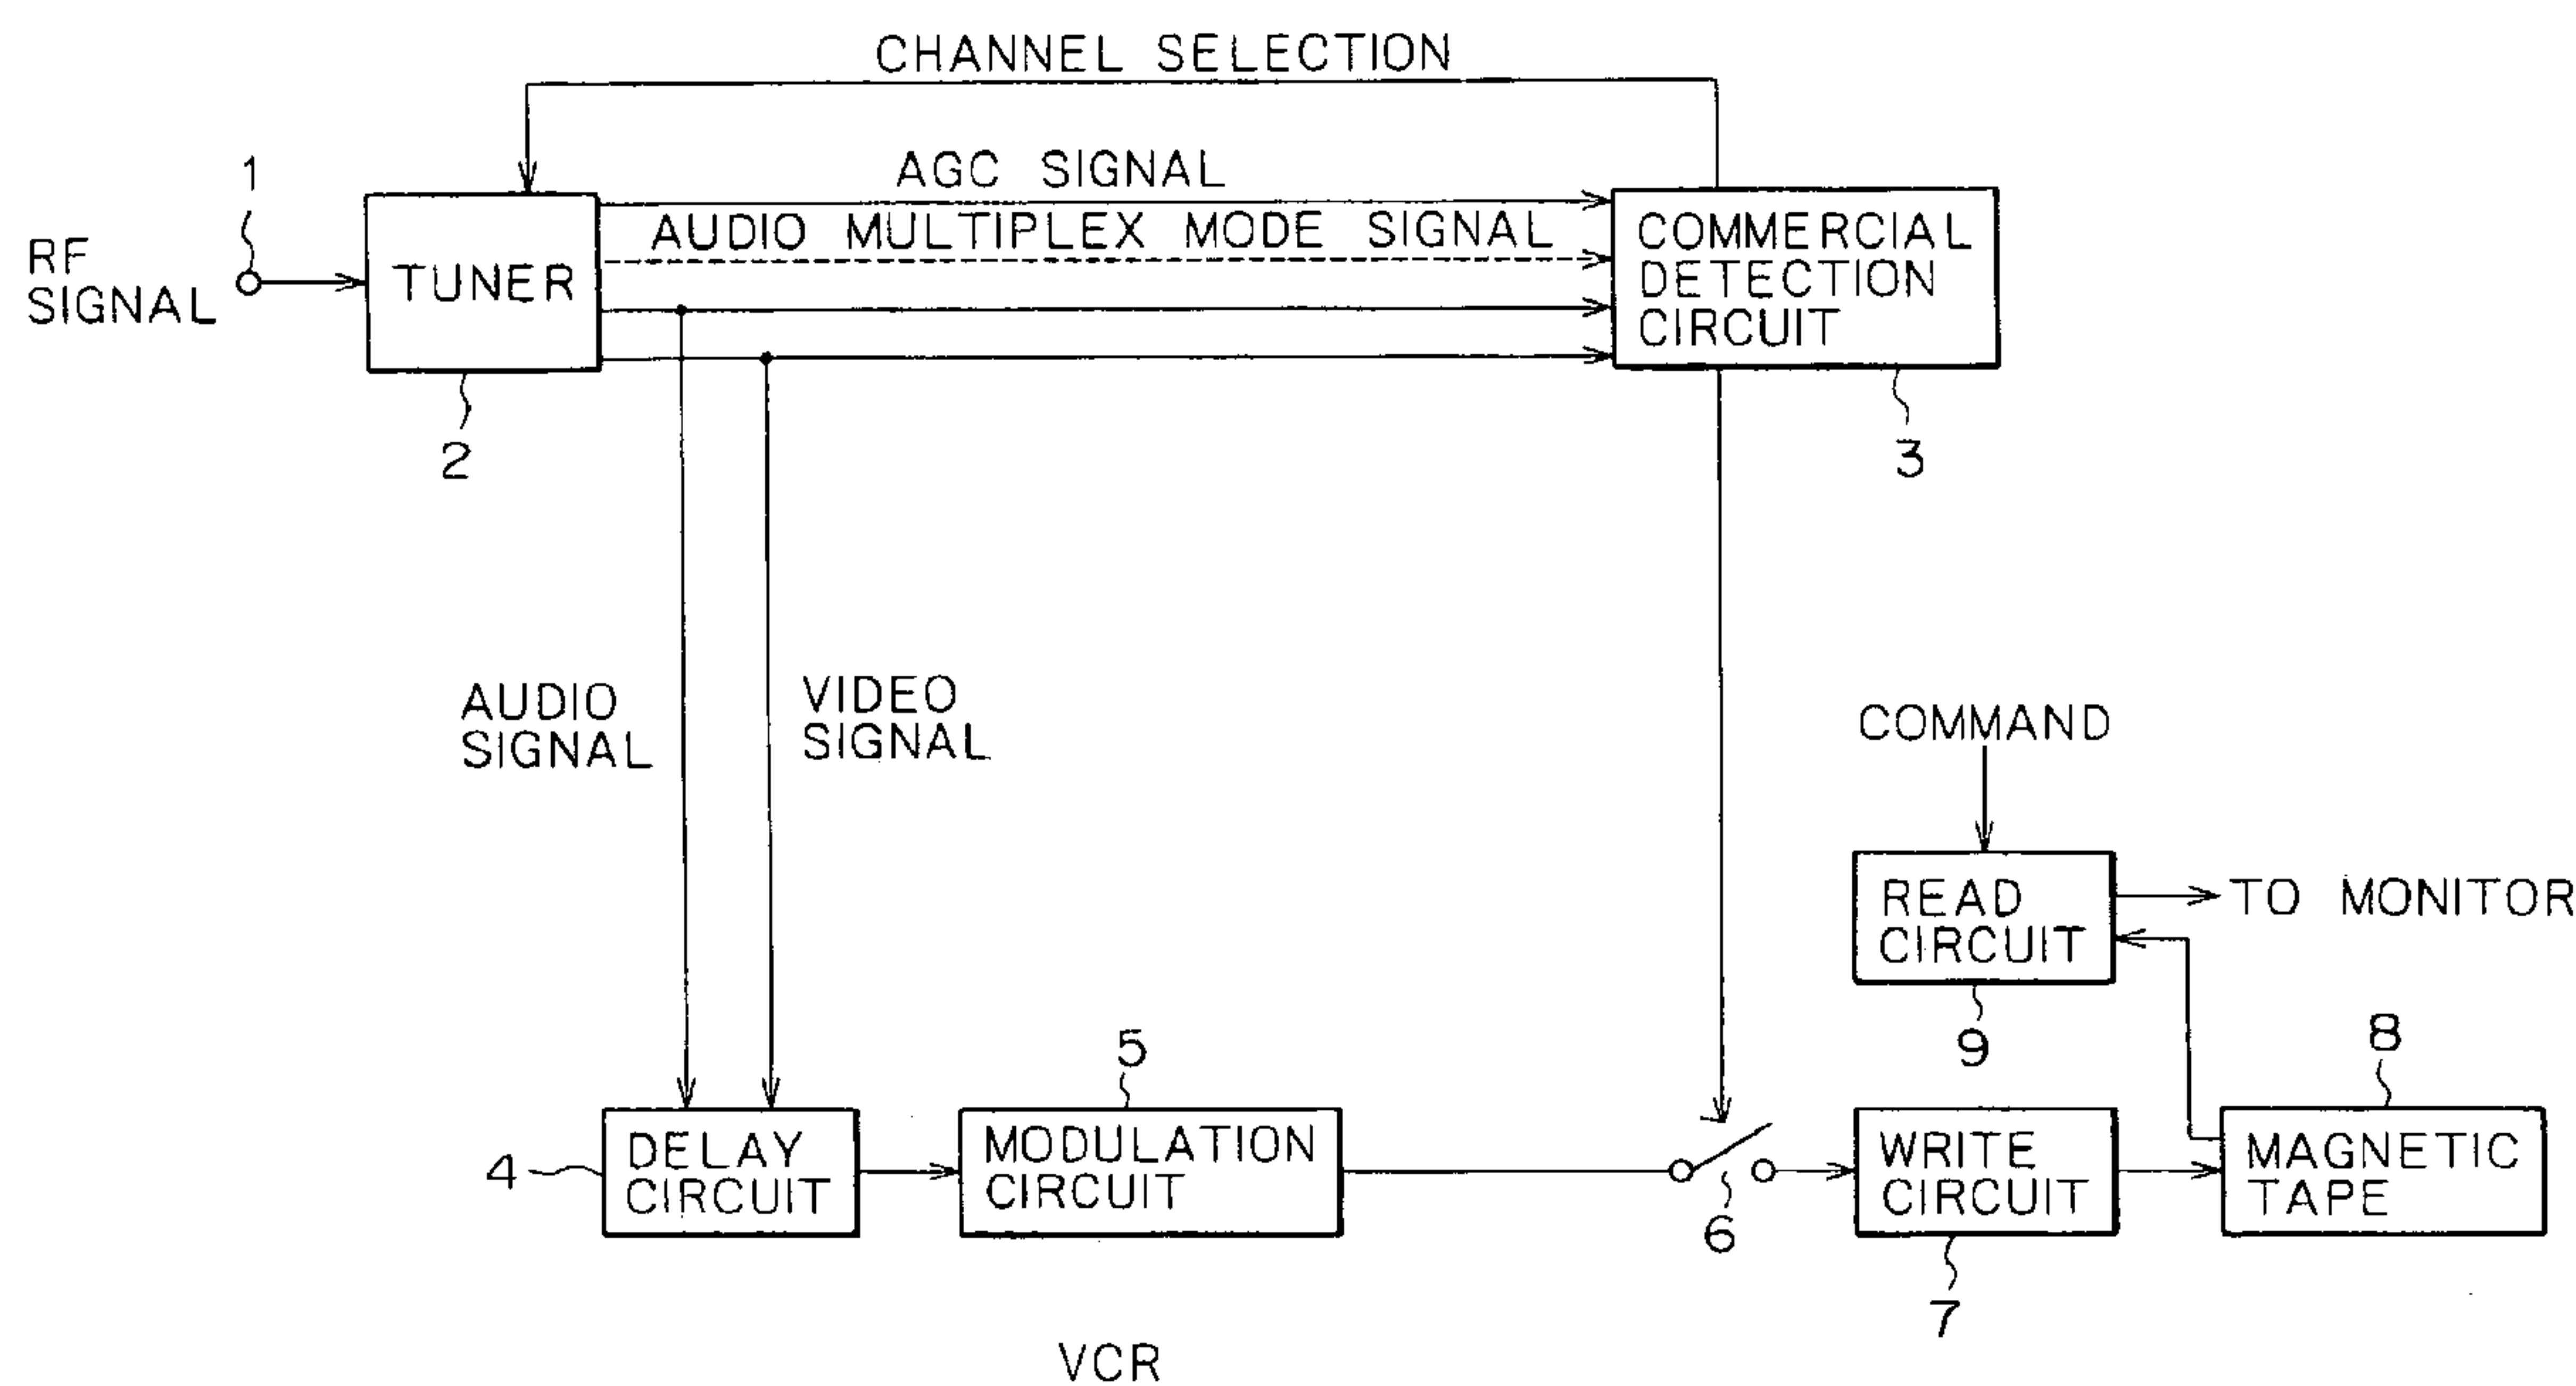 CHANNEL SELECTION
1
AGC SIGNAL
RF
SIGNAL
TUNER
AUDIO MULTIPLEX MODE SIGNAL
COMMERCIAL
DETECTION
CIRCUIT
2
3
AUDIO
SIGNAL
VIDEO
SIGNAL
COMMAND
READ
CIRCUIT
TO MONITOR
9
8
5
4
DELAY
CIRCUIT
MODULATION
CIRCUIT
6
WRITE
CIRCUIT
MAGNETIC
TAPE
7
VCR